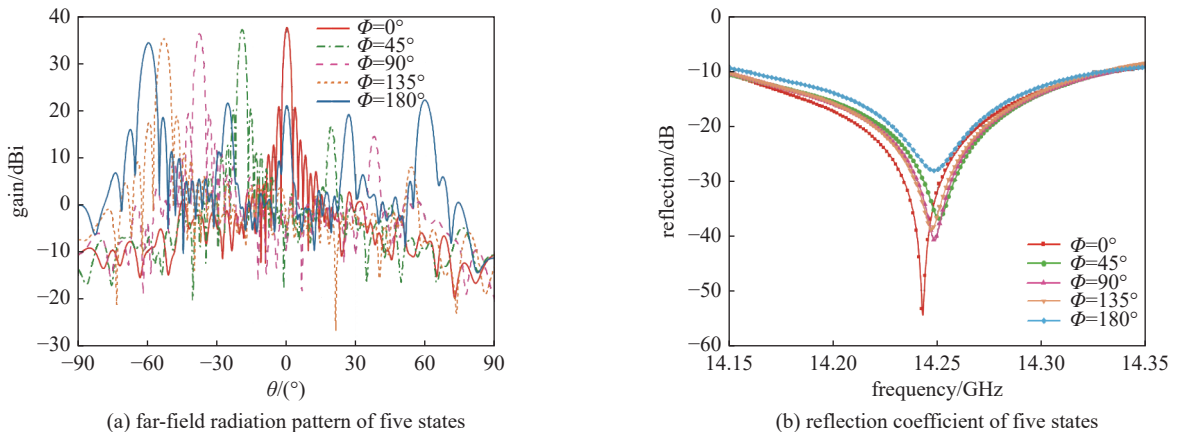 40
30
20
10
0
−10
−20
−30
gain/dBi
−90
−60
−30
0
30
60
90
θ/(°)
Φ=0°
Φ=45°
Φ=90°
Φ=135°
Φ=180°
(a) far-field radiation pattern of five states
0
−10
−20
−30
−40
−50
−60
reflection/dB
14.15
14.20
14.25
14.30
14.35
frequency/GHz
Φ=0°
Φ=45°
Φ=90°
Φ=135°
Φ=180°
(b) reflection coefficient of five states